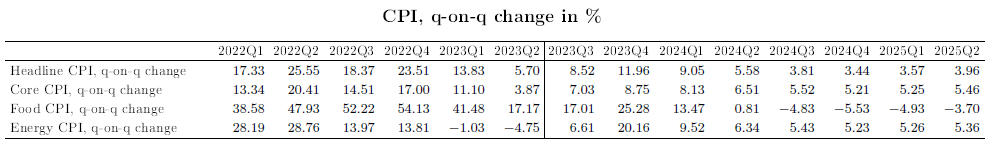 CPI, q-on-q change in %
2022Q1 2022Q2 2022Q3 2022Q4 2023Q1 2023Q2 2023Q3 2023Q4 2024Q1 2024Q2 2024Q3 2024Q4 2025Q1 2025Q2
Headline CPI, q-on-q change 17.33 25.55 18.37 23.51 13.83 5.70 8.52 11.96 9.05 5.58 3.81 3.44 3.57 3.96
Core CPI, q-on-q change 13.34 20.41 14.51 17.00 11.10 3.87 7.03 8.75 8.13 6.51 5.52 5.21 5.25 5.46
Food CPI, q-on-q change 38.58 47.93 52.22 54.13 41.48 17.17 17.01 25.28 13.47 0.81 −4.83 −5.53 −4.93 −3.70
Energy CPI, q-on-q change 28.19 28.76 13.97 13.81 −1.03 −4.75 6.61 20.16 9.52 6.34 5.43 5.23 5.26 5.36